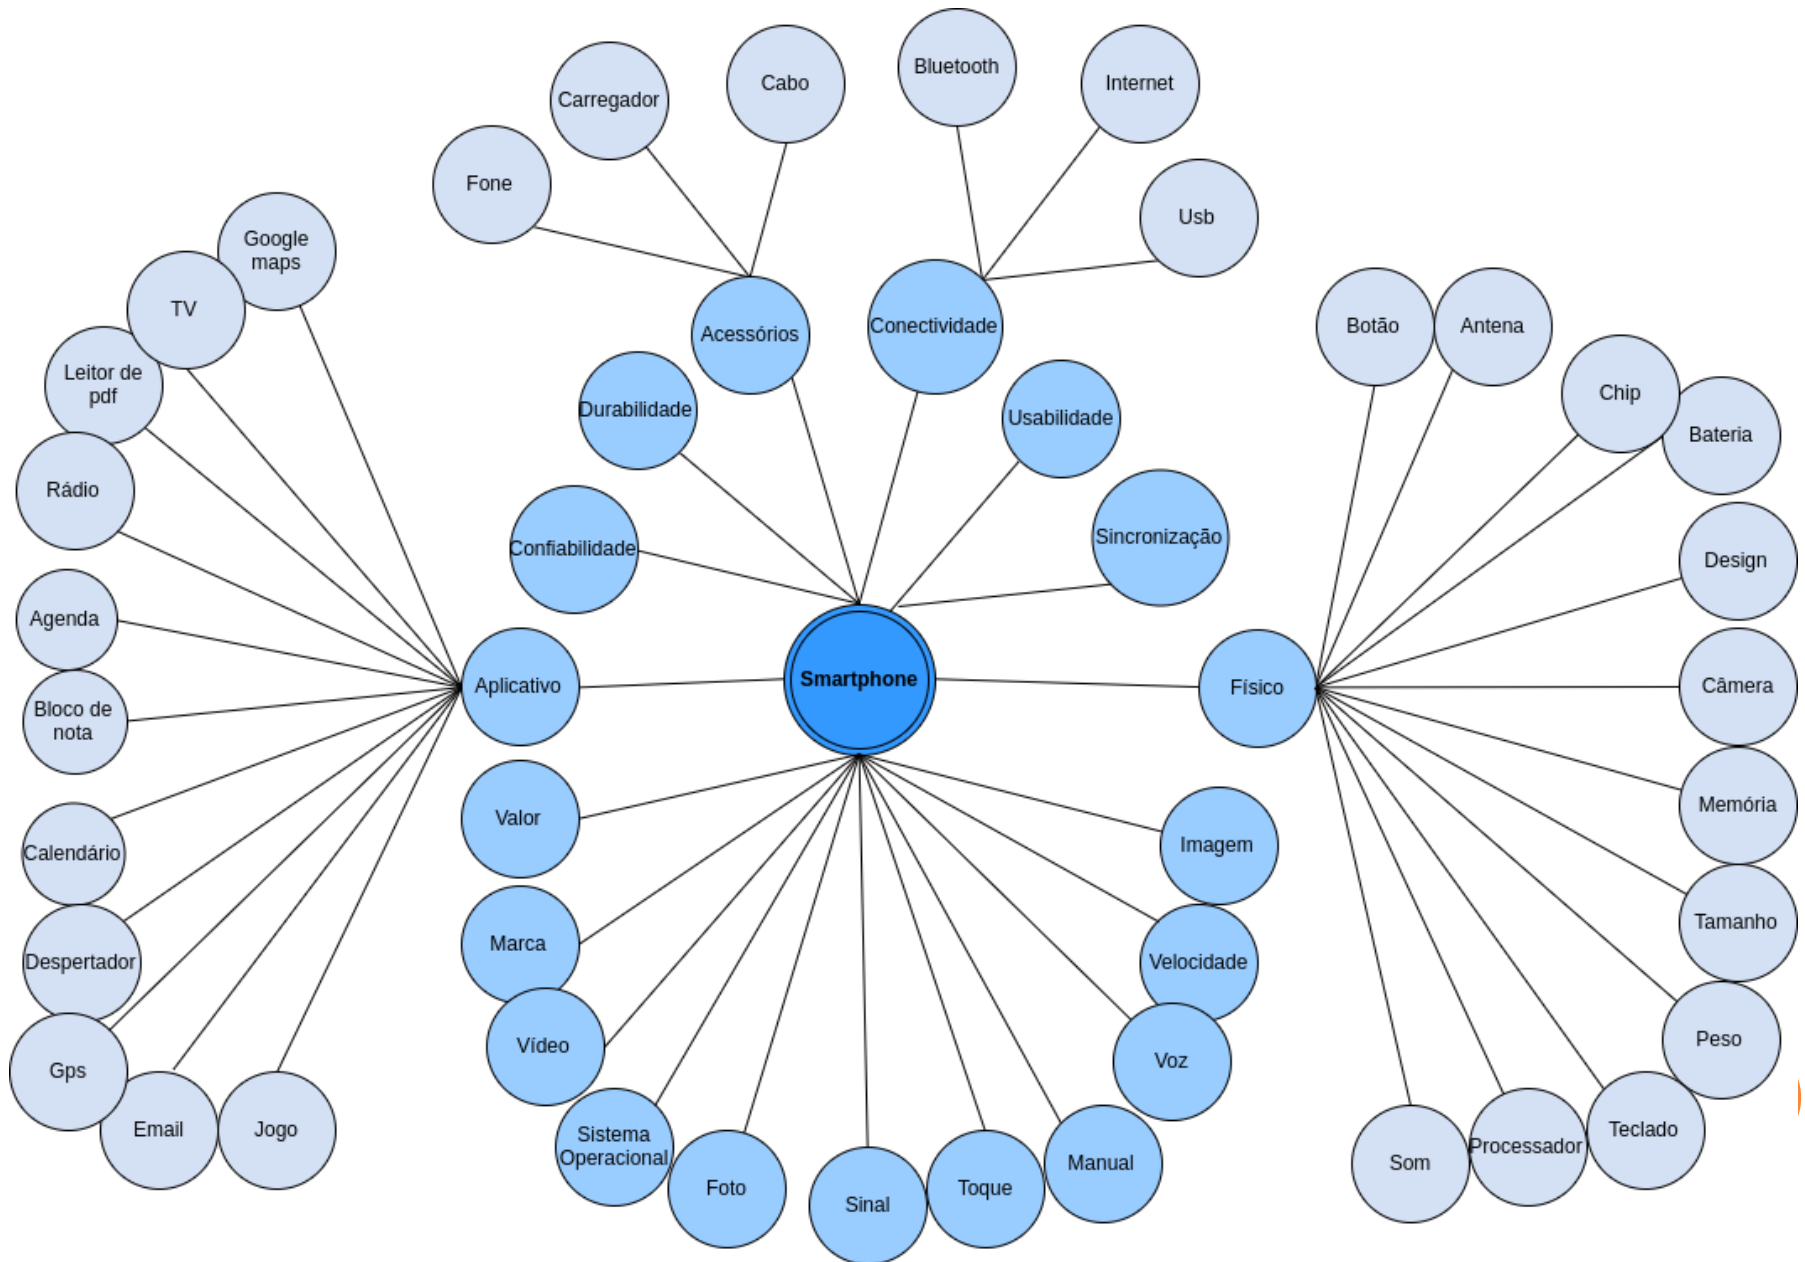 Bluetooth
Cabo
Internet
Carregador
Fone
Usb
Google
maps
TV
Leitor de
pdf
Rádio
Agenda
Bloco de
nota
Calendário
Despertador
Gps
Email
Jogo
Acessórios
Conectividade
Durabilidade
Usabilidade
Confiabilidade
Sincronização
Aplicativo
Smartphone
Físico
Valor
Marca
Vídeo
Sistema
Operacional
Foto
Sinal
Toque
Manual
Voz
Velocidade
Imagem
Botão
Antena
Chip
Bateria
Design
Câmera
Memória
Tamanho
Peso
Teclado
Processador
Som